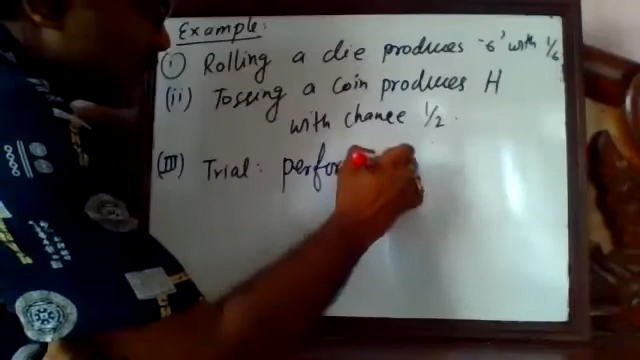 Example:
(i) Rolling a die produces '6' with 1/6
(ii) Tossing a coin produces H
with chance 1/2.
(III) Trial: perfor